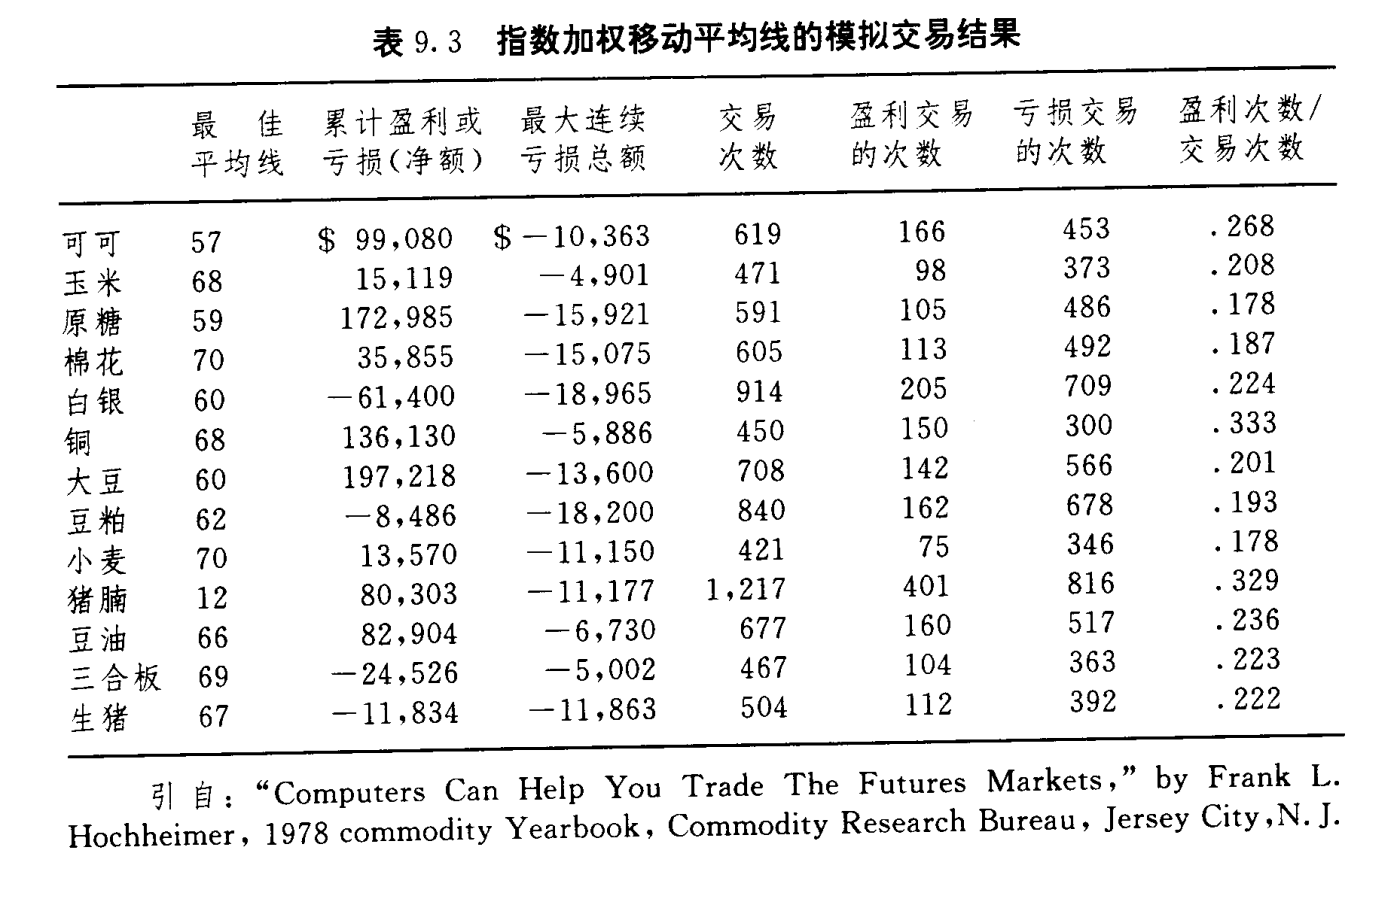 表 9.3 指数加权移动平均线的模拟交易结果
最 佳 累计盈利或 最大连续 交易 盈利交易 亏损交易 盈利次数/
平均线 亏损(净额) 亏损总额 次数 的次数 的次数 交易次数
可可 57 $ 99,080 $ －10,363 619 166 453 .268
玉米 68 15,119 －4,901 471 98 373 .208
原糖 59 172,985 －15,921 591 105 486 .178
棉花 70 35,855 －15,075 605 113 492 .187
白银 60 －61,400 －18,965 914 205 709 .224
铜 68 136,130 －5,886 450 150 300 .333
大豆 60 197,218 －13,600 708 142 566 .201
豆粕 62 －8,486 －18,200 840 162 678 .193
小麦 70 13,570 －11,150 421 75 346 .178
猪腩 12 80,303 －11,177 1,217 401 816 .329
豆油 66 82,904 －6,730 677 160 517 .236
三合板 69 －24,526 －5,002 467 104 363 .223
生猪 67 －11,834 －11,863 504 112 392 .222
引自：“Computers Can Help You Trade The Futures Markets,” by Frank L.
Hochheimer, 1978 commodity Yearbook, Commodity Research Bureau, Jersey City,N.J.